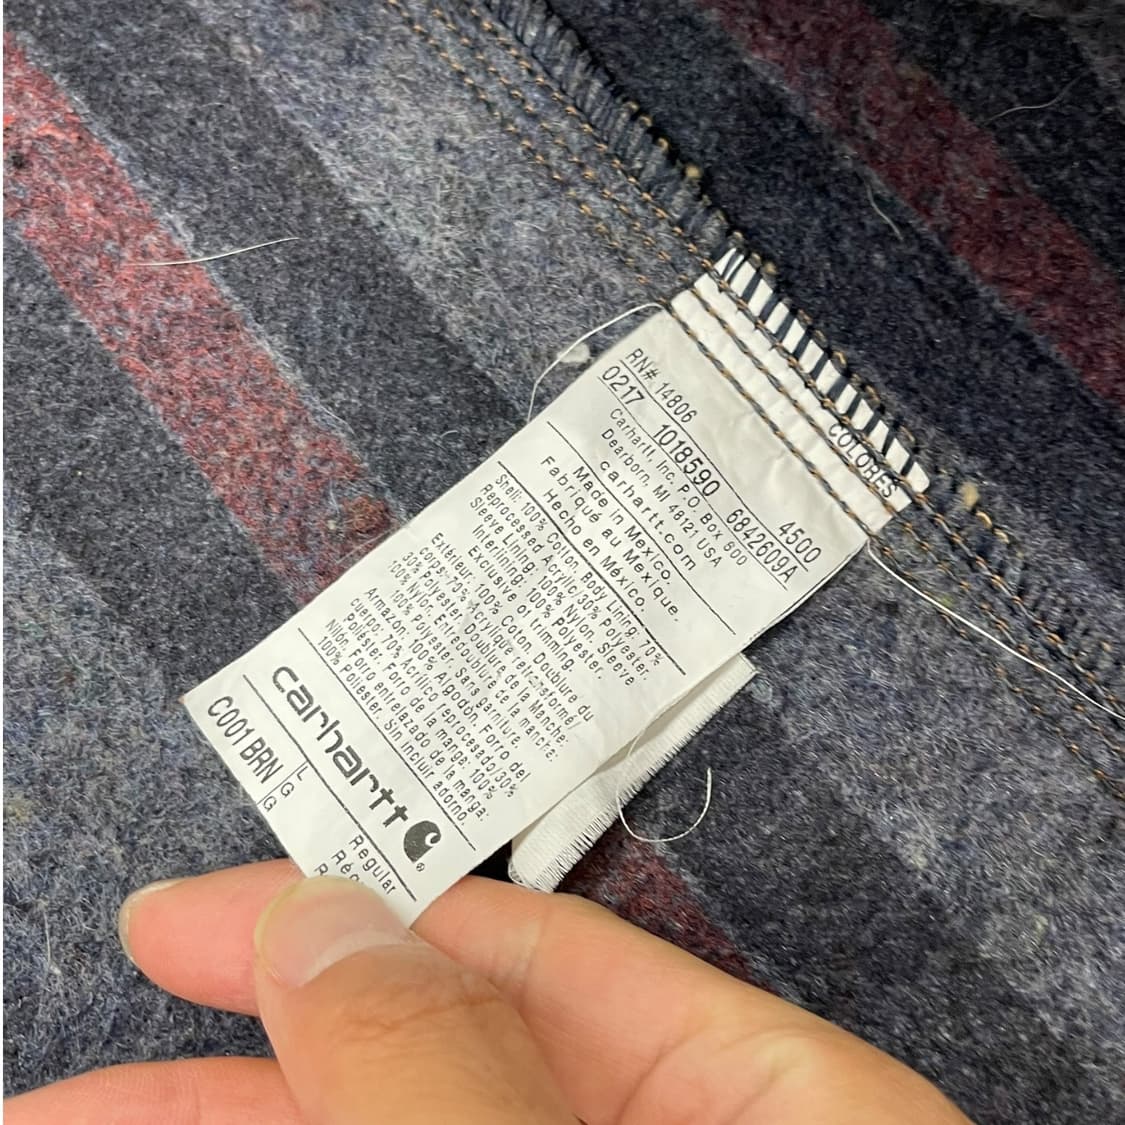 COLORES
RN# 14806
0217 1018590 6842609A 4500
Carhartt, Inc. P.O. Box 600
Dearborn, MI 48121 USA
carhartt.com
Made in Mexico.
Fabriqué au Mexique.
Hecho en México.
Shell: 100% Cotton. Body Lining: 70%
Reprocessed Acrylic/30% Polyester.
Sleeve Lining: 100% Nylon. Sleeve
Interlining: 100% Polyester.
Exclusive of trimming.
Extérieur: 100% Coton. Doublure du
corps: 70% Acrylique retransformé/
30% Polyester. Doublure de la Manche:
100% Nylon. Entredoublure de la mancha:
100% Polyester. Sans garniture.
Armazón: 100% Algodón. Forro del
cuerpo: 70% Acrílico reprocesado/30%
Poliéster. Forro de la manga: 100%
Nilón. Forro entrelazado de la manga:
100% Poliéster. Sin incluir adorno.
carhartt
C001 BRN L Regular
G Rég
G R